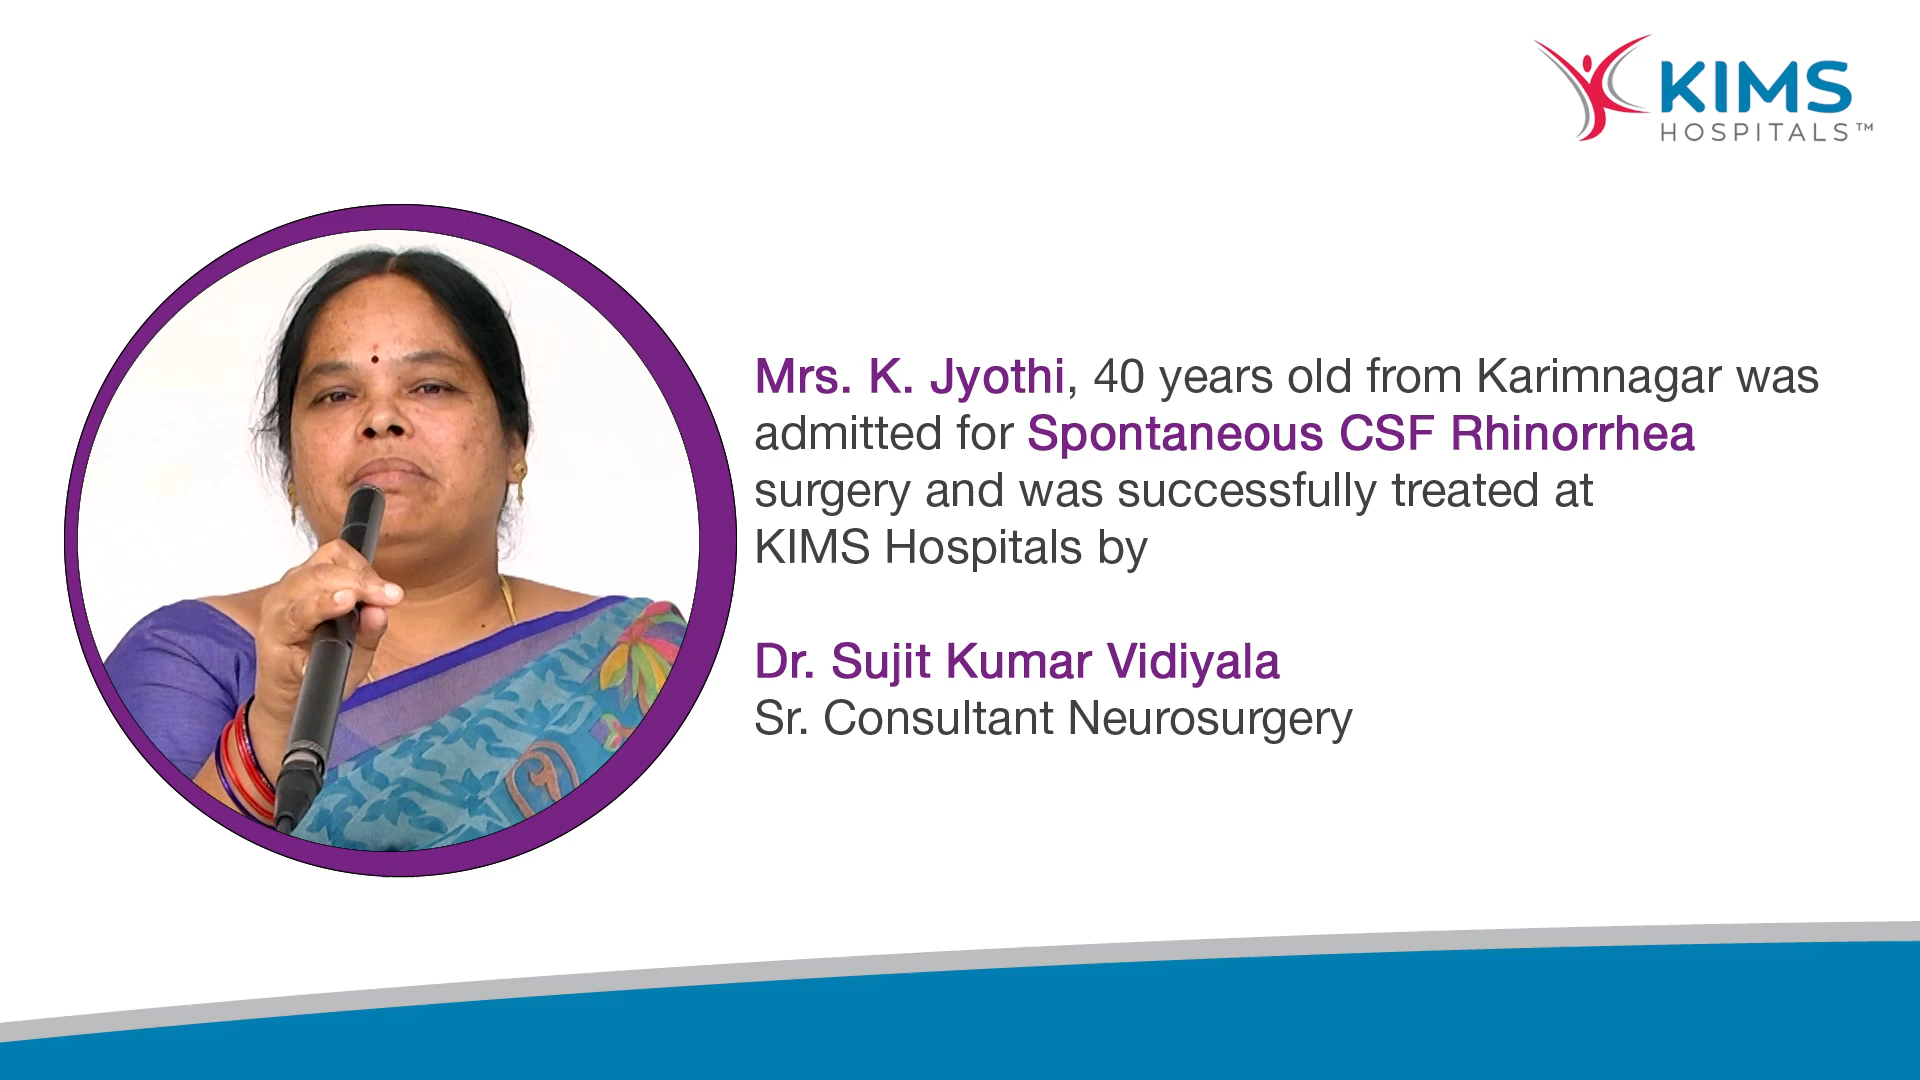 KIMS
HOSPITALS™
Mrs. K. Jyothi, 40 years old from Karimnagar was
admitted for Spontaneous CSF Rhinorrhea
surgery and was successfully treated at
KIMS Hospitals by
Dr. Sujit Kumar Vidiyala
Sr. Consultant Neurosurgery